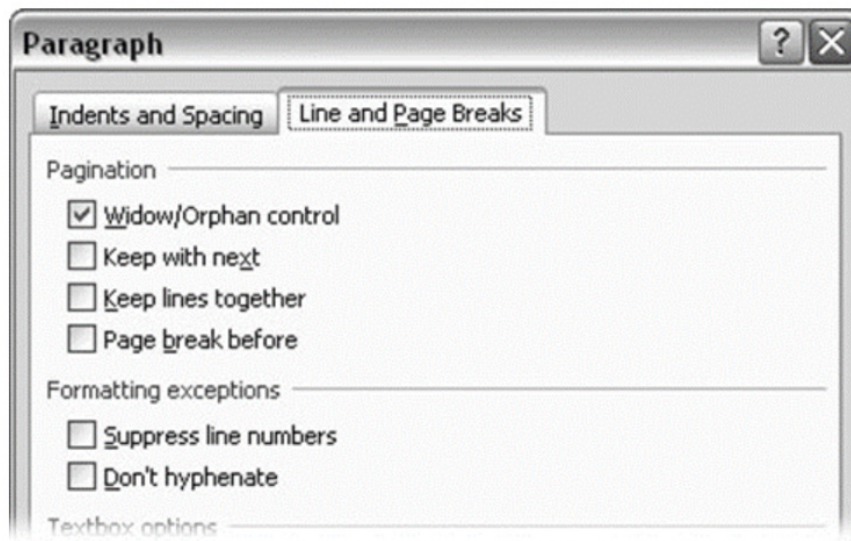 Paragraph
Indents and Spacing
Line and Page Breaks
Pagination
Widow/Orphan control
Keep with next
Keep lines together
Page break before
Formatting exceptions
Suppress line numbers
Don't hyphenate
Textbox options